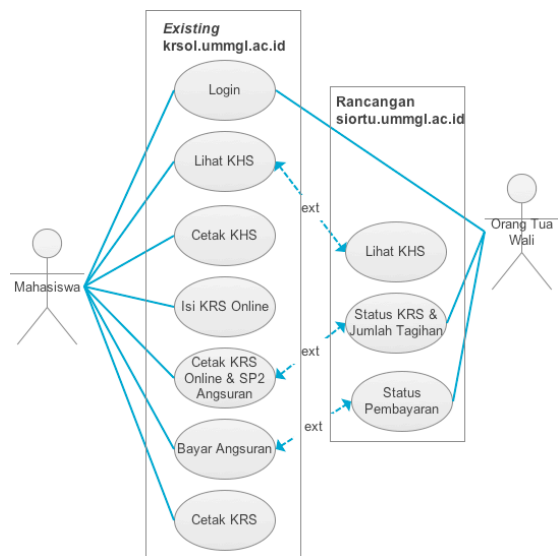 Existing
krsol.ummgl.ac.id
Login
Rancangan
siortu.ummgl.ac.id
Lihat KHS
ext
Cetak KHS
Lihat KHS
Orang Tua
Wali
Mahasiswa
Isi KRS Online
Status KRS &
Jumlah Tagihan
ext
Cetak KRS
Online & SP2
Angsuran
Status
Pembayaran
ext
Bayar Angsuran
Cetak KRS